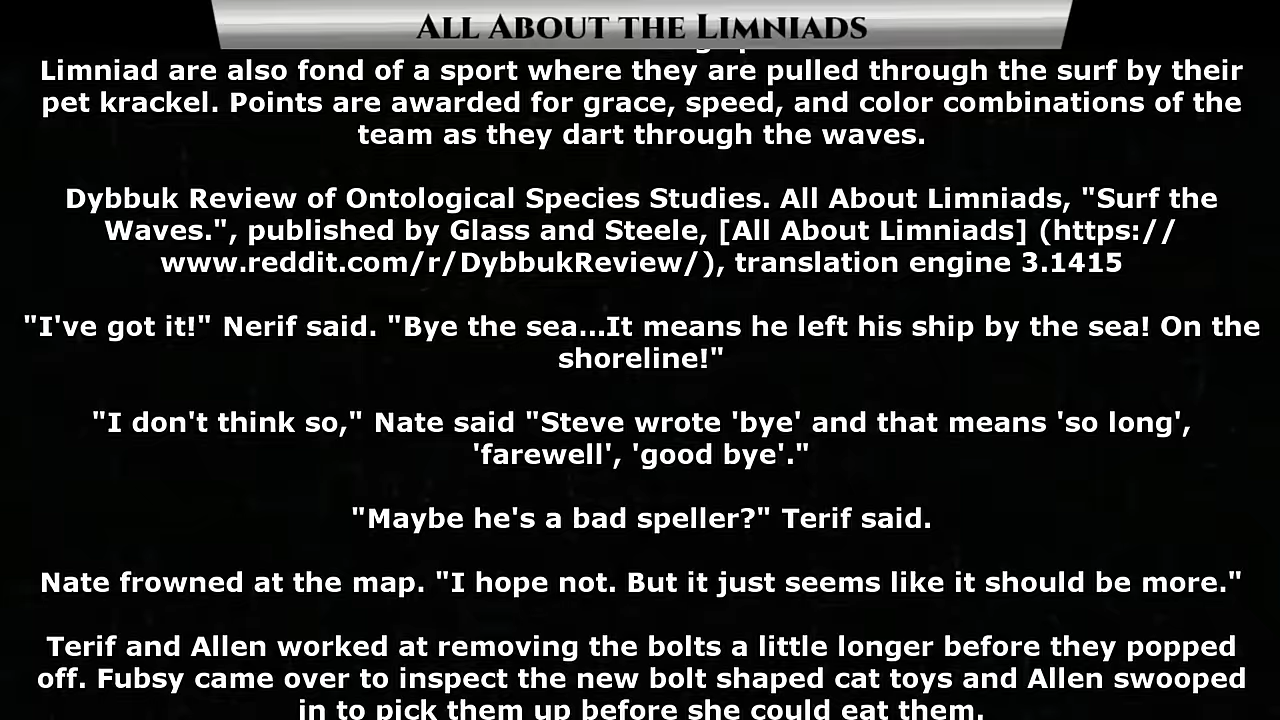 ALL ABOUT THE LIMNIADS
Limniad are also fond of a sport where they are pulled through the surf by their
pet krackel. Points are awarded for grace, speed, and color combinations of the
team as they dart through the waves.
Dybbuk Review of Ontological Species Studies. All About Limniads, "Surf the
Waves.", published by Glass and Steele, [All About Limniads] (https://
www.reddit.com/r/DybbukReview/), translation engine 3.1415
"I've got it!" Nerif said. "Bye the sea...It means he left his ship by the sea! On the
shoreline!"
"I don't think so," Nate said "Steve wrote 'bye' and that means 'so long',
'farewell', 'good bye'."
"Maybe he's a bad speller?" Terif said.
Nate frowned at the map. "I hope not. But it just seems like it should be more."
Terif and Allen worked at removing the bolts a little longer before they popped
off. Fubsy came over to inspect the new bolt shaped cat toys and Allen swooped
in to pick them up before she could eat them.